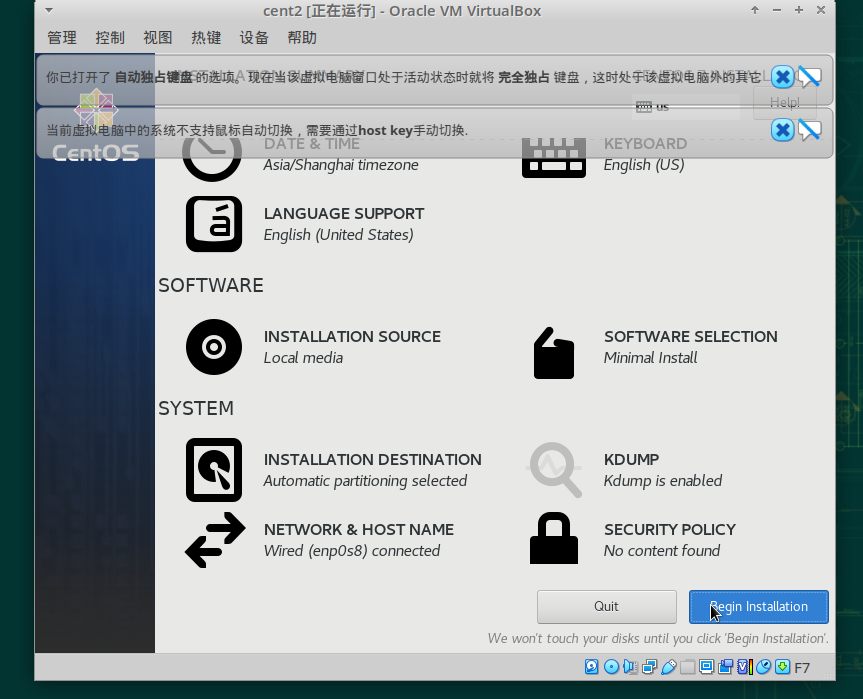 cent2 [正在运行] - Oracle VM VirtualBox
管理 控制 视图 热键 设备 帮助
你已打开了 自动独占键盘 的选项。现在当该虚拟电脑窗口处于活动状态时就将 完全独占 键盘，这时处于该虚拟电脑外的其它
us
Help!
当前虚拟电脑中的系统不支持鼠标自动切换，需要通过host key手动切换.
CentOS
DATE & TIME
Asia/Shanghai timezone
KEYBOARD
English (US)
LANGUAGE SUPPORT
English (United States)
SOFTWARE
INSTALLATION SOURCE
Local media
SOFTWARE SELECTION
Minimal Install
SYSTEM
INSTALLATION DESTINATION
Automatic partitioning selected
KDUMP
Kdump is enabled
NETWORK & HOST NAME
Wired (enp0s8) connected
SECURITY POLICY
No content found
Quit
Begin Installation
We won't touch your disks until you click 'Begin Installation'.
F7